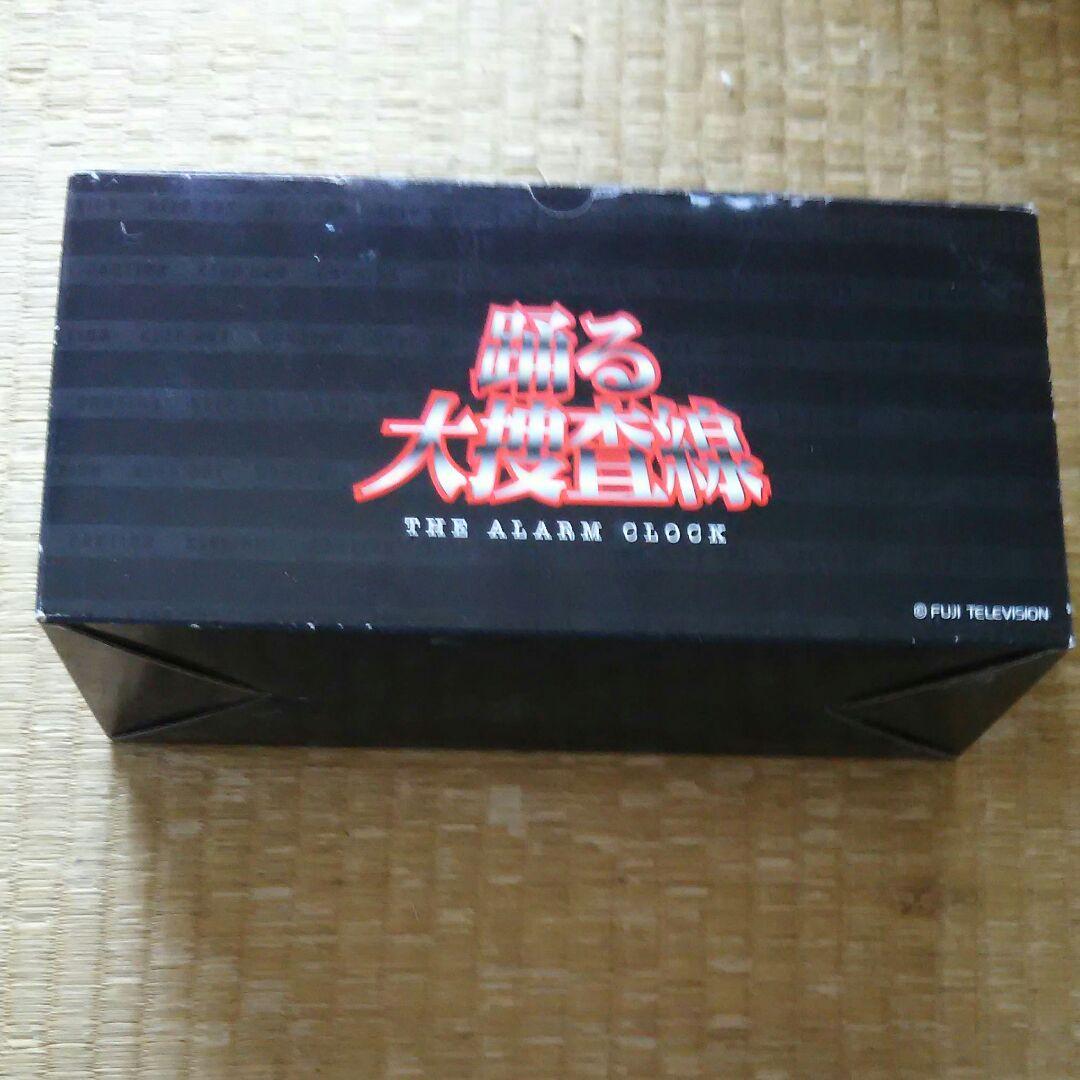 踊る
大捜査線
THE ALARM CLOCK
© FUJI TELEVISION